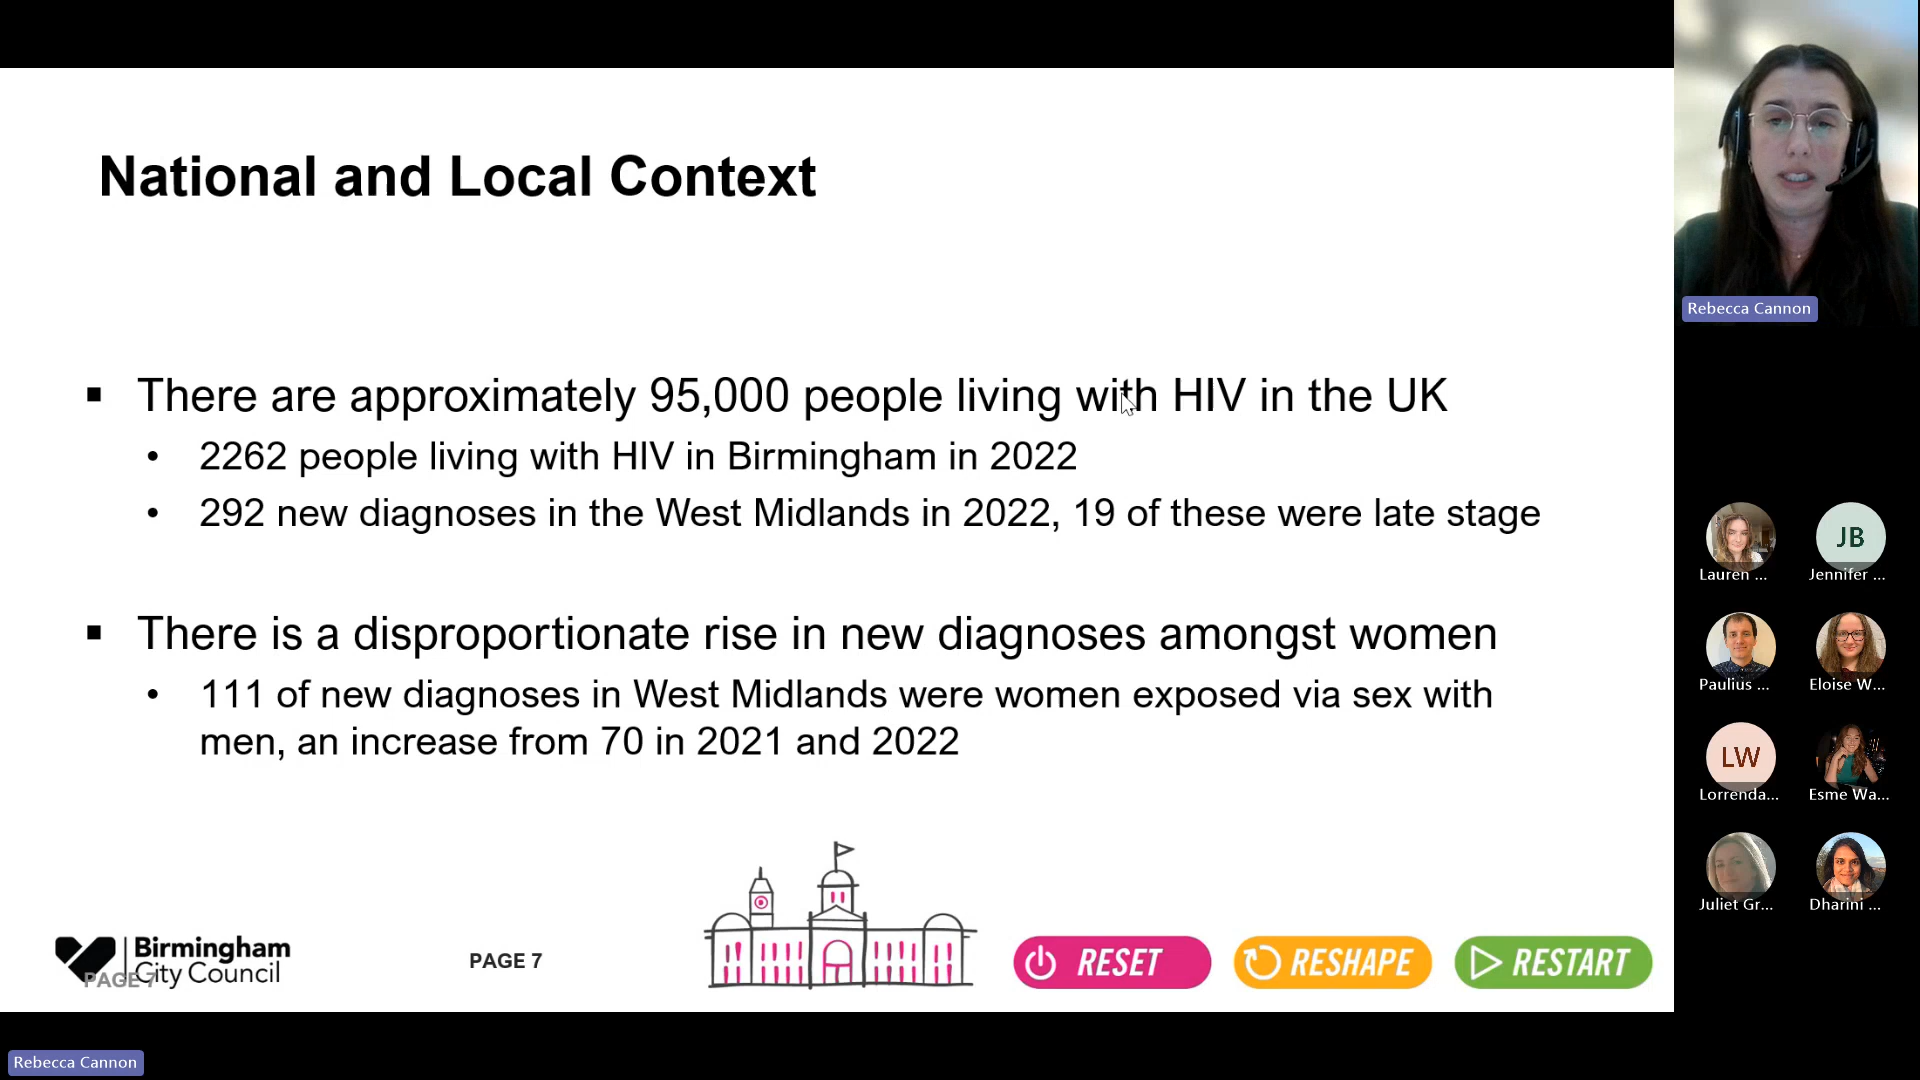 National and Local Context
▪ There are approximately 95,000 people living with HIV in the UK
• 2262 people living with HIV in Birmingham in 2022
• 292 new diagnoses in the West Midlands in 2022, 19 of these were late stage
▪ There is a disproportionate rise in new diagnoses amongst women
• 111 of new diagnoses in West Midlands were women exposed via sex with
men, an increase from 70 in 2021 and 2022
Birmingham
City Council
PAGE 7
PAGE 7
RESET
RESHAPE
RESTART
Rebecca Cannon
Rebecca Cannon
Lauren ...
JB
Jennifer ...
Paulius ...
Eloise W...
LW
Lorrenda...
Esme Wa...
Juliet Gr...
Dharini ...